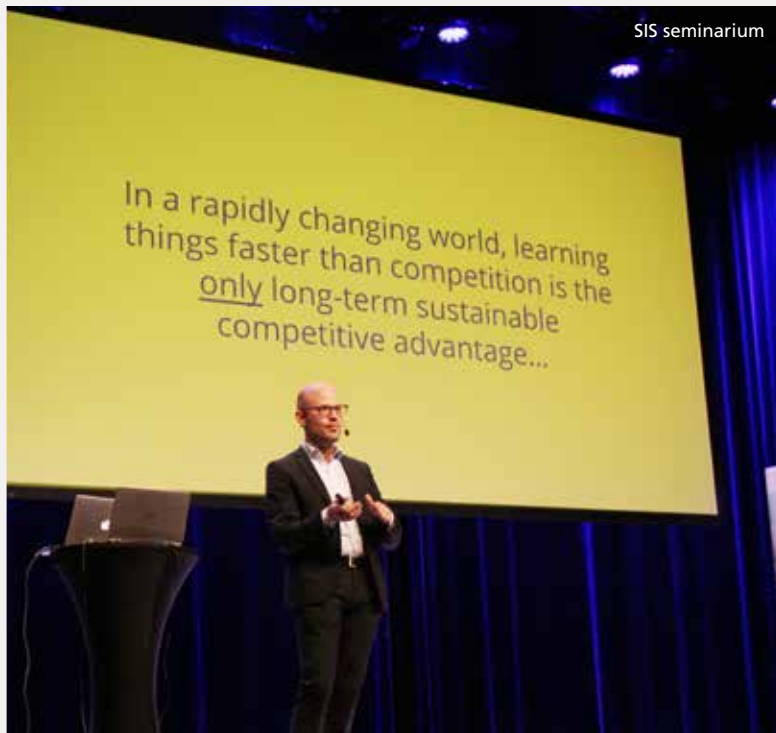 SIS seminarium
In a rapidly changing world, learning
things faster than competition is the
only long-term sustainable
competitive advantage...